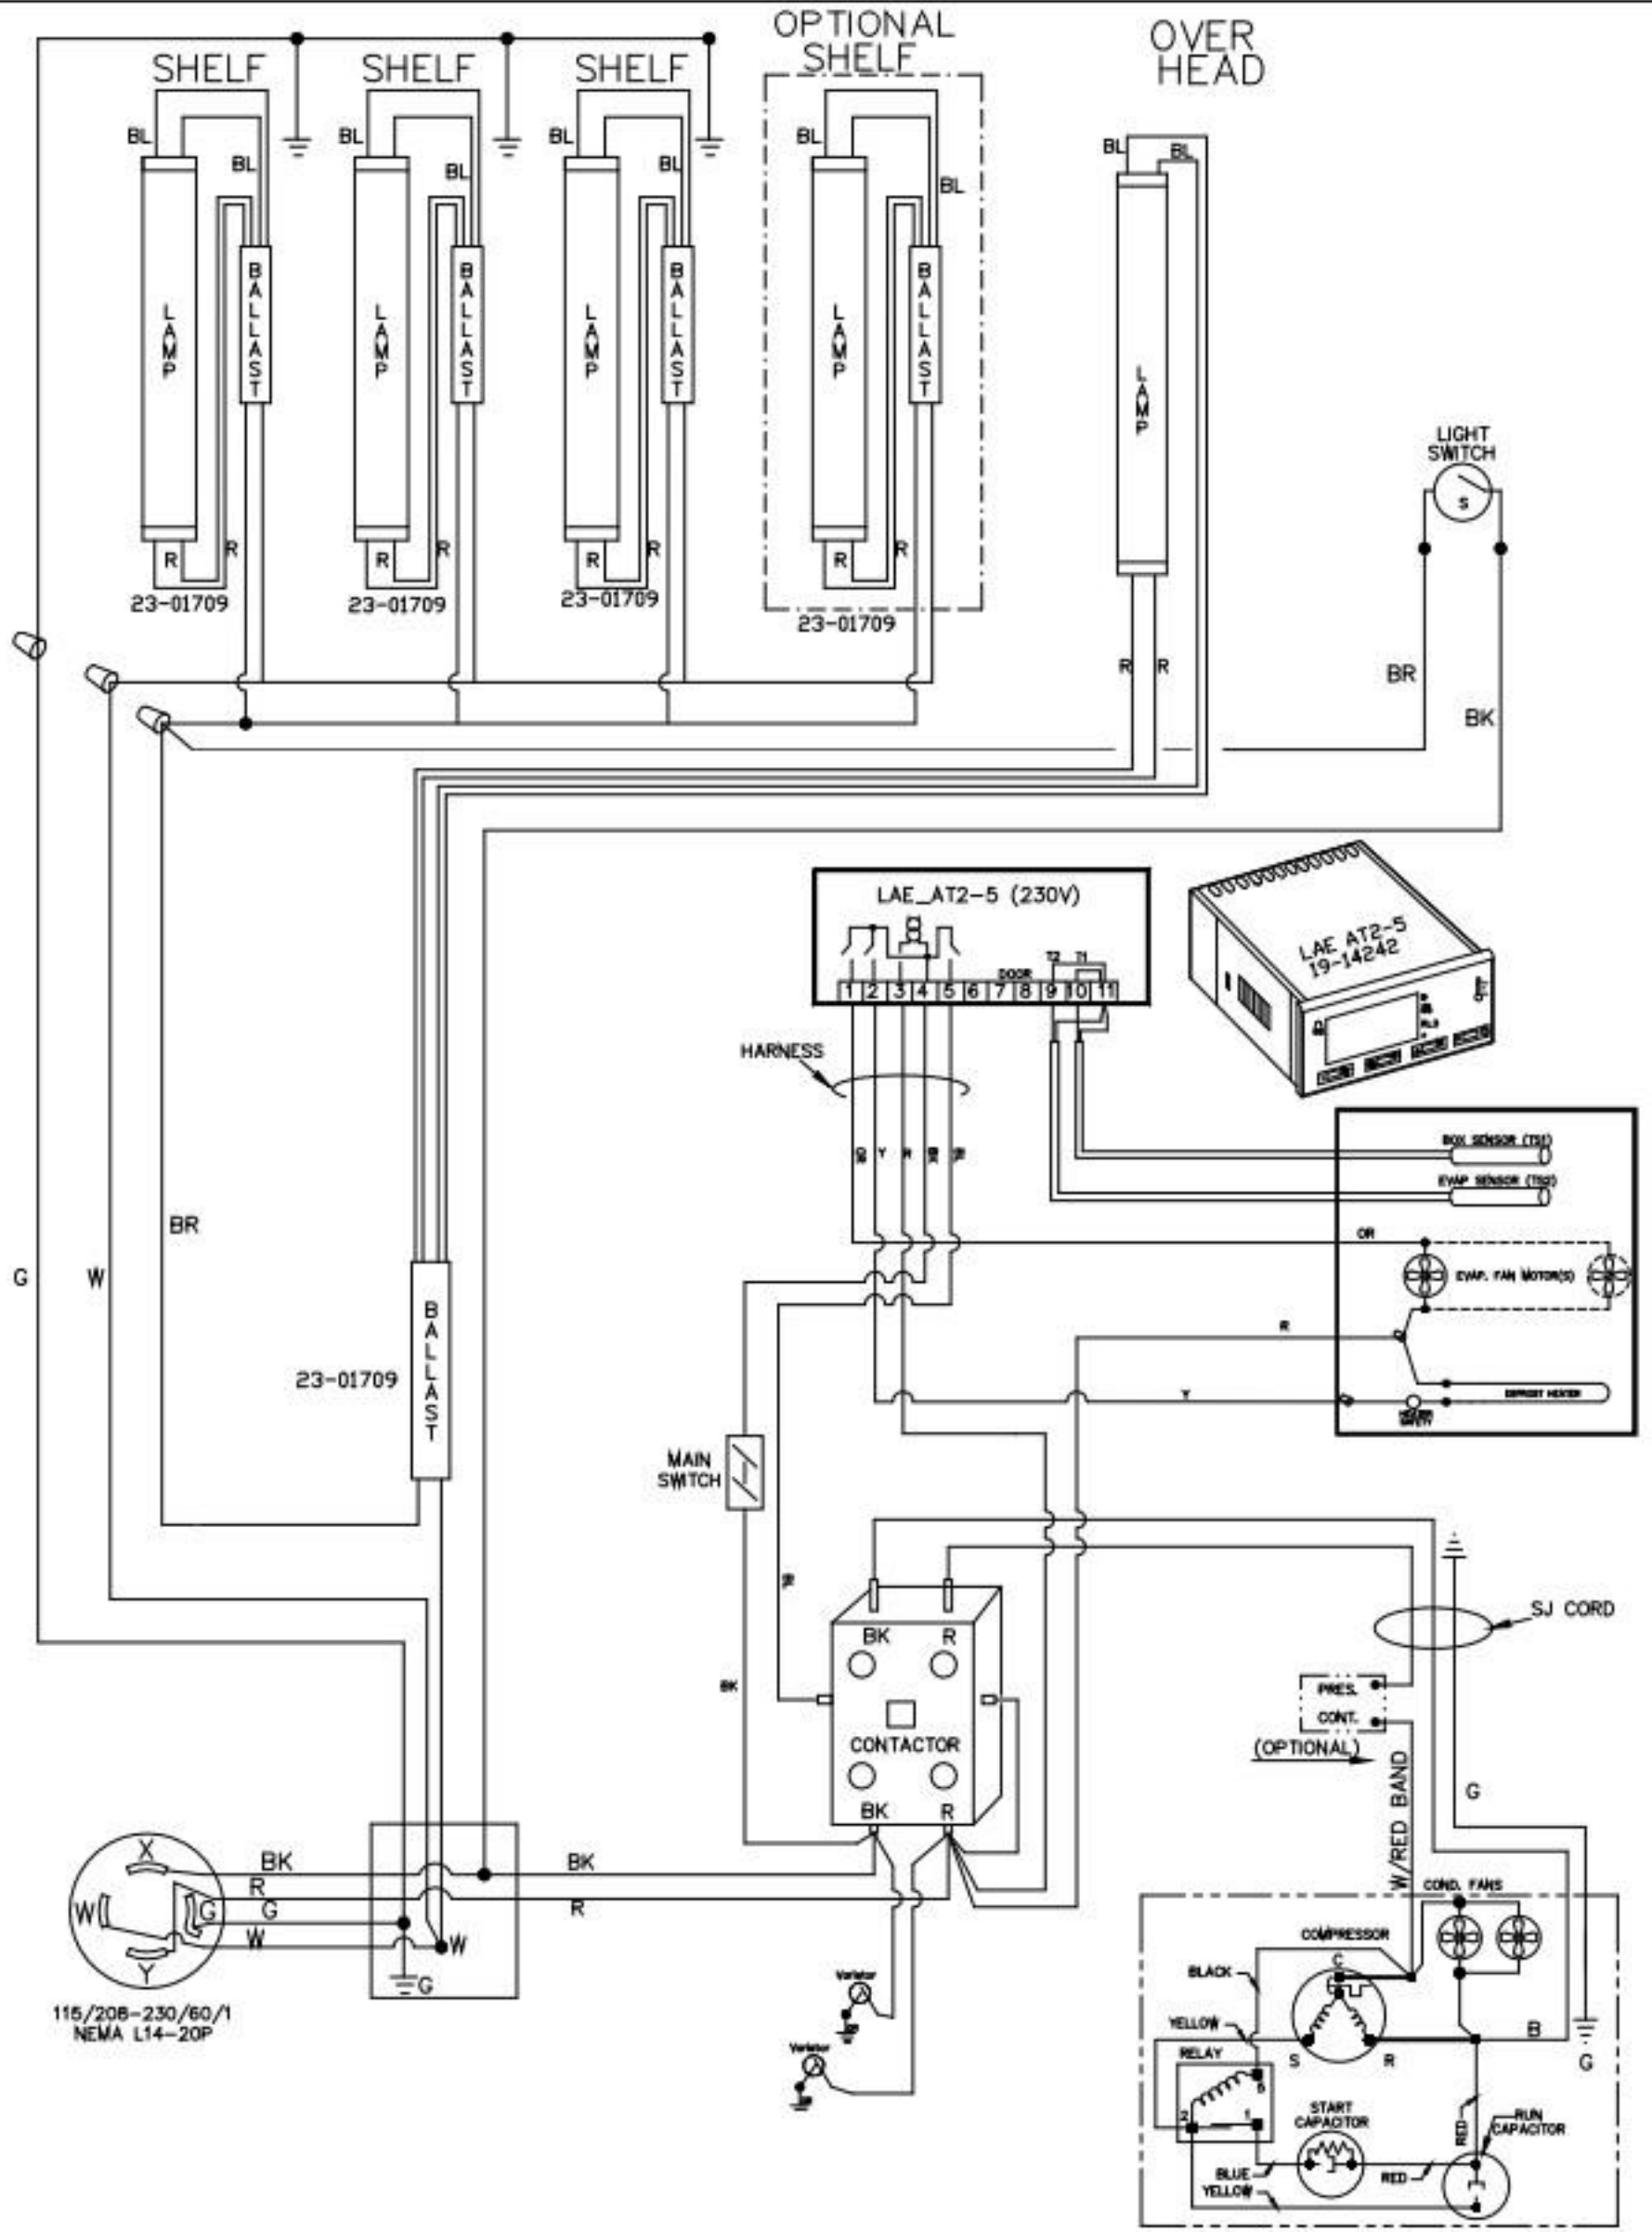 OPTIONAL
SHELF
OVER
HEAD
SHELF
SHELF
SHELF
BL
BL
BL
BL
BL
BL
BL
BL
BL
BL
BALLAST
BALLAST
BALLAST
BALLAST
LAMP
LAMP
LAMP
LAMP
LAMP
LIGHT
SWITCH
S
R
R
R
R
R
R
R
R
23-01709
23-01709
23-01709
23-01709
R
R
BR
BK
LAE_AT2-5 (230V)
T2
T1
DOOR
1
2
3
4
5
6
7
8
9
10
11
LAE AT2-5
19-14242
HARNESS
Y
R
BK
BOX SENSOR (TS1)
EVAP SENSOR (TS2)
BR
OR
EVAP. FAN MOTOR(S)
G
W
R
BALLAST
23-01709
Y
DEFROST HEATER
HEATER
SAFETY
MAIN
SWITCH
SJ CORD
BK
R
BK
PRES.
CONT.
(OPTIONAL)
CONTACTOR
W/RED BAND
G
BK
R
X
BK
BK
R
G
W
G
W
Y
R
W
G
COND. FANS
COMPRESSOR
C
BLACK
115/208-230/60/1
NEMA L14-20P
Varistor
Varistor
YELLOW
B
G
S
R
RELAY
5
2
1
START
CAPACITOR
RED
RUN
CAPACITOR
BLUE
RED
YELLOW